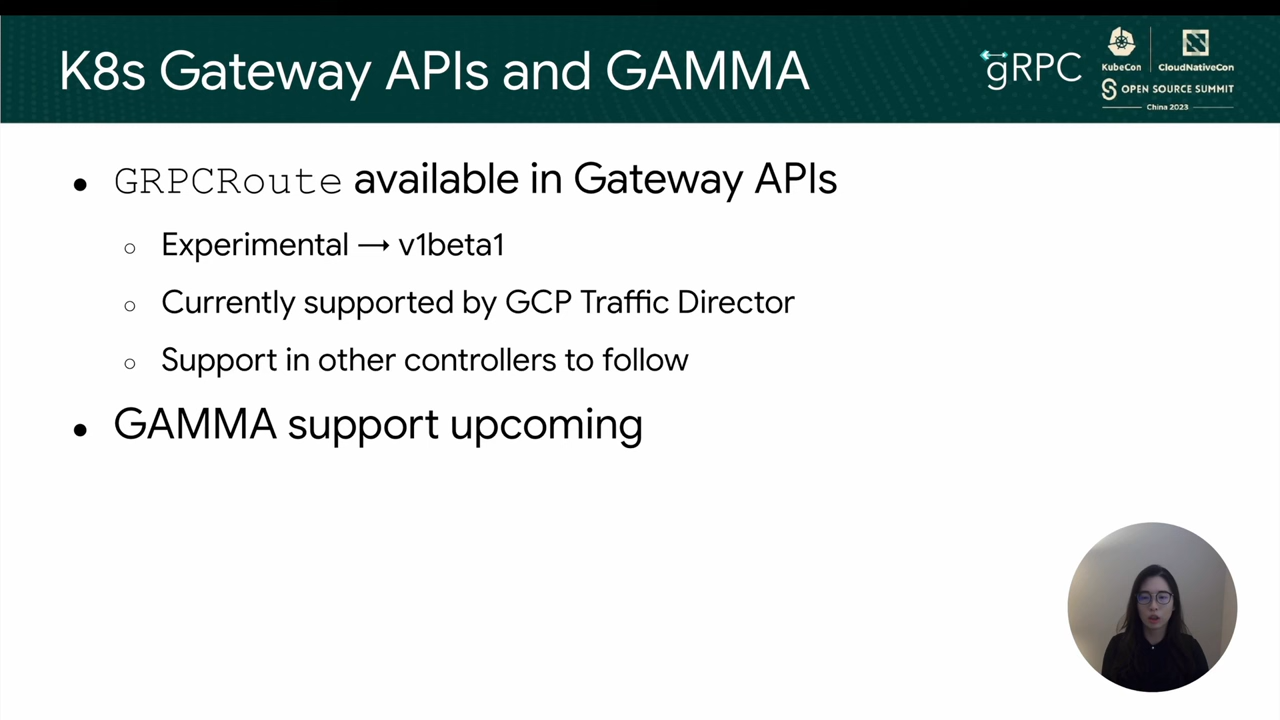 K8s Gateway APIs and GAMMA
gRPC
KubeCon
CloudNativeCon
OPEN SOURCE SUMMIT
China 2023
● GRPCRoute available in Gateway APIs
○ Experimental → v1beta1
○ Currently supported by GCP Traffic Director
○ Support in other controllers to follow
● GAMMA support upcoming